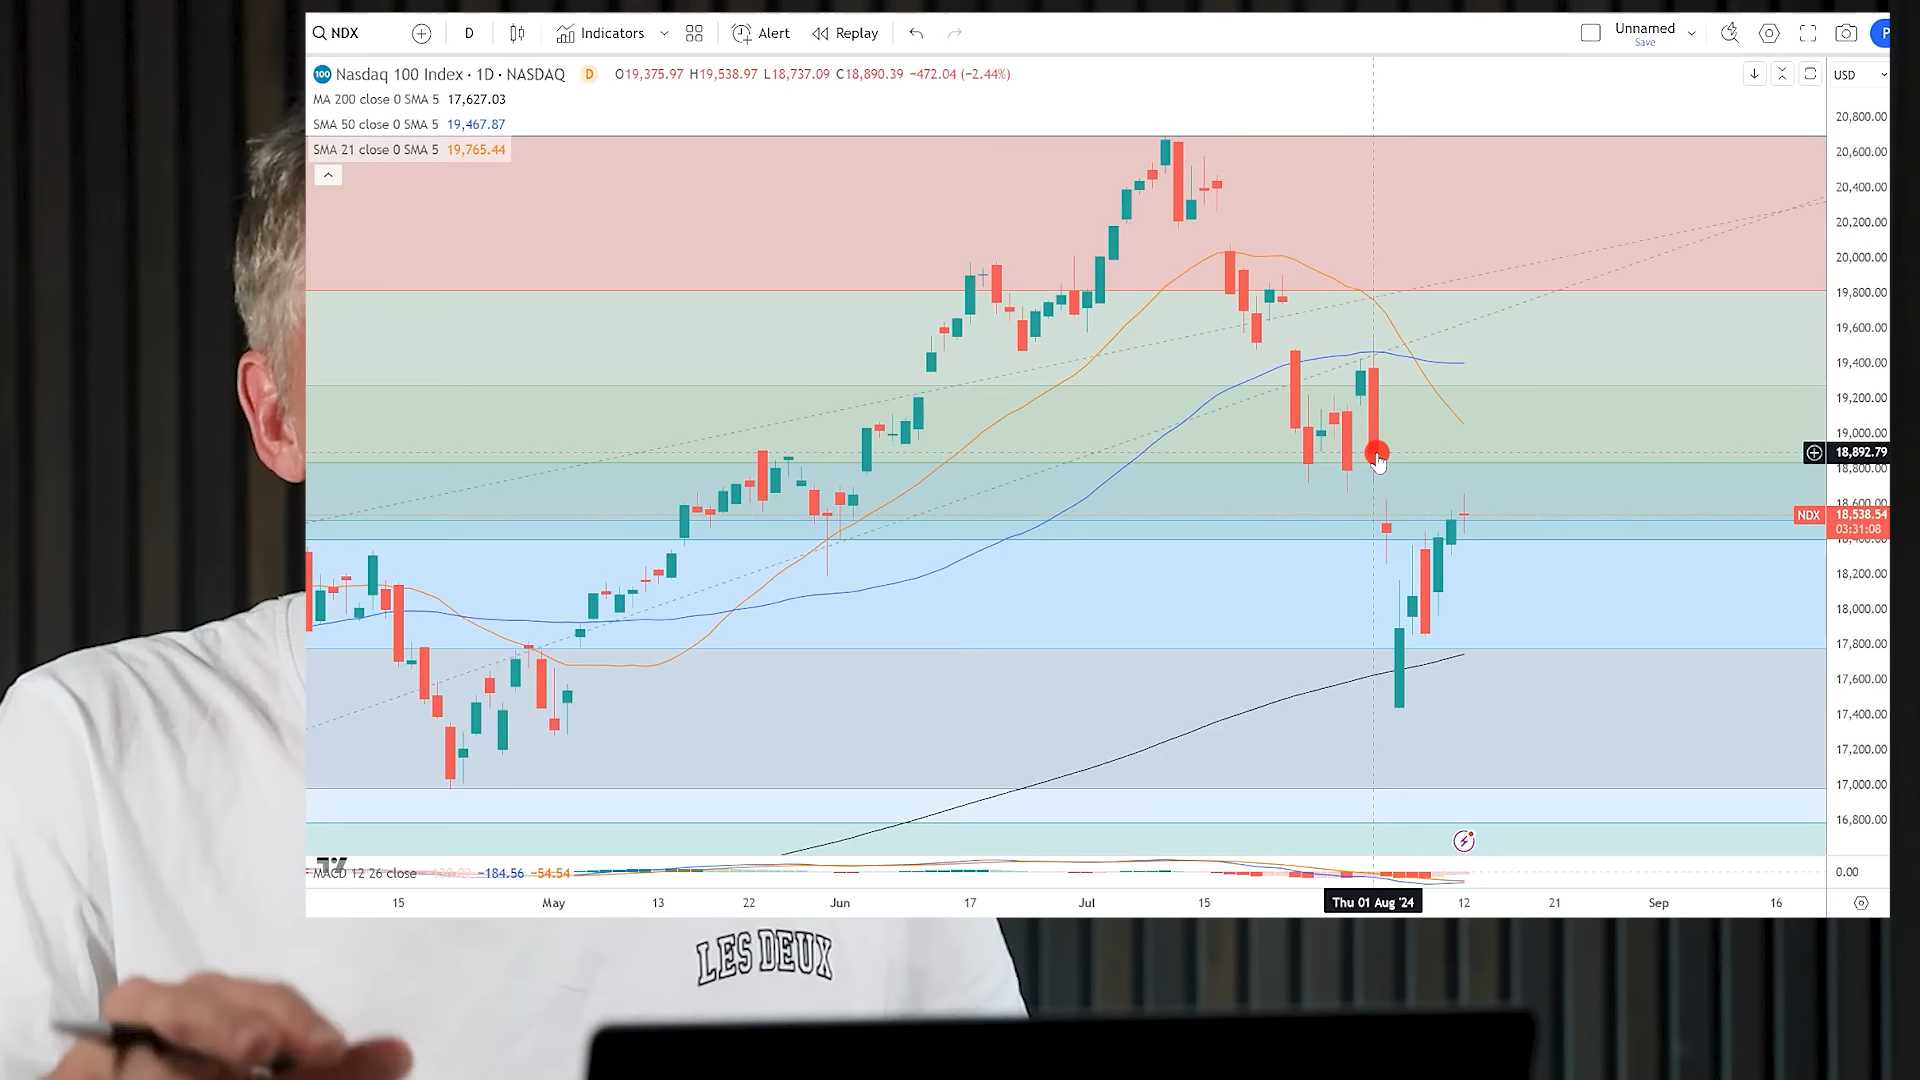 NDX
D
Indicators
Alert
Replay
Unnamed
Save
P
100 Nasdaq 100 Index · 1D · NASDAQ D O19,375.97 H19,538.97 L18,737.09 C18,890.39 −472.04 (−2.44%)
USD
MA 200 close 0 SMA 5 17,627.03
SMA 50 close 0 SMA 5 19,467.87
SMA 21 close 0 SMA 5 19,765.44
20,800.00
20,600.00
20,400.00
20,200.00
20,000.00
19,800.00
19,600.00
19,400.00
19,200.00
19,000.00
18,892.79
18,800.00
18,600.00
NDX 18,538.54
03:31:08
18,400.00
18,200.00
18,000.00
17,800.00
17,600.00
17,400.00
17,200.00
17,000.00
16,800.00
MACD 12 26 close −184.56 −54.54
0.00
15 May 13 22 Jun 17 Jul 15 Thu 01 Aug '24 12 21 Sep 16
LES DEUX